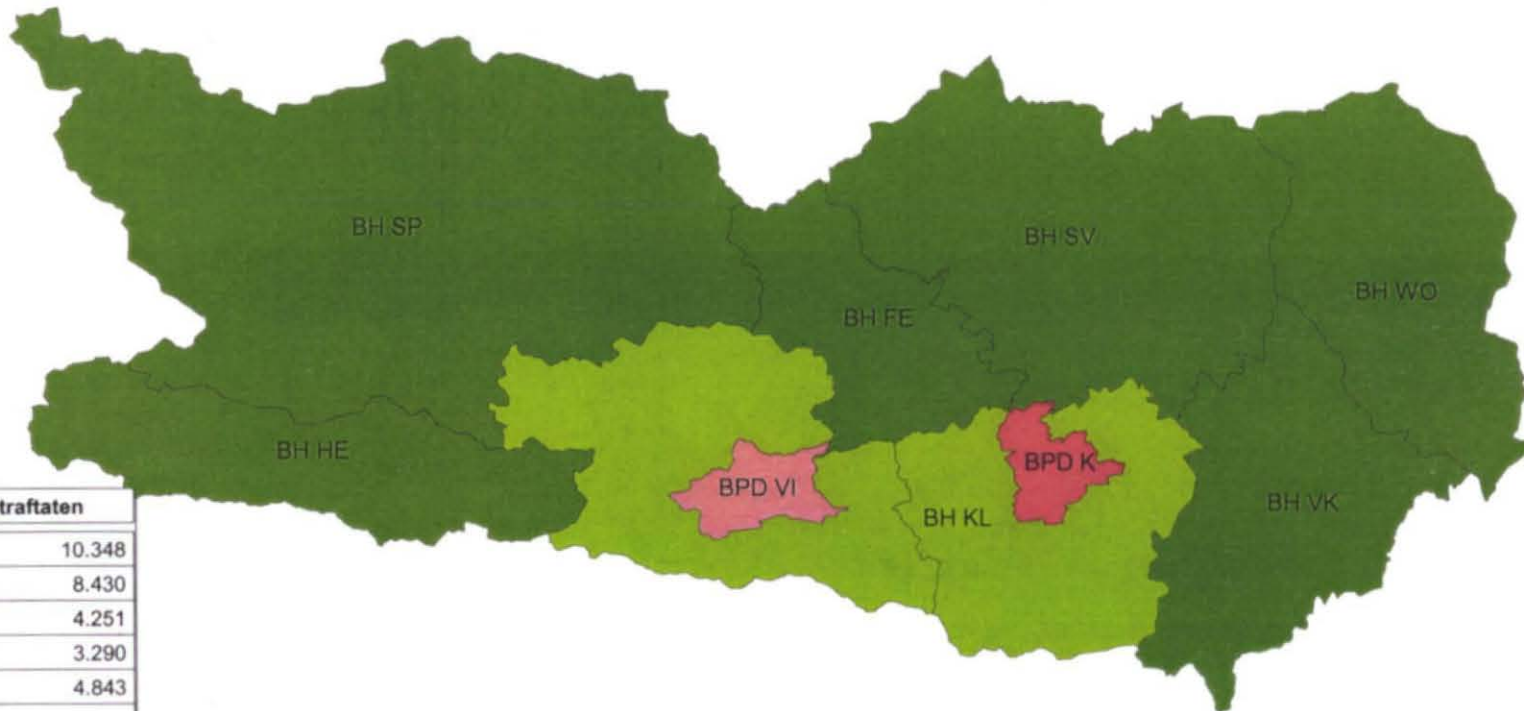 BH SP
BH SV
BH WO
BH FE
BH HE
BPD VI
BPD K
BH KL
BH VK
traftaten
10.348
8.430
4.251
3.290
4.843